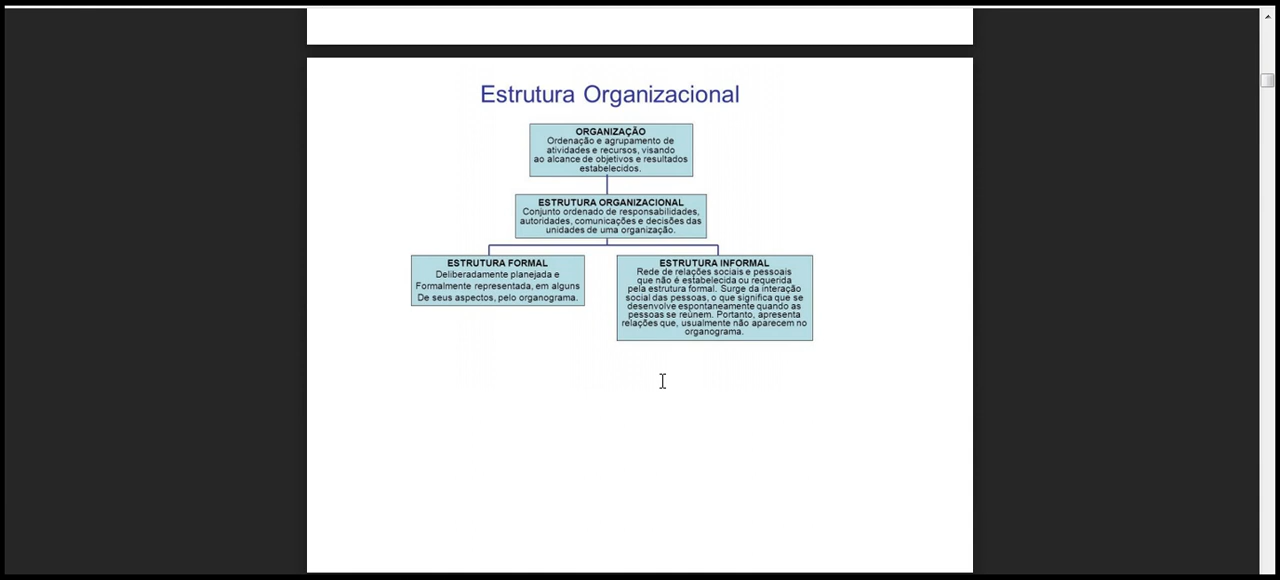 Estrutura Organizacional
ORGANIZAÇÃO
Ordenação e agrupamento de
atividades e recursos, visando
ao alcance de objetivos e resultados
estabelecidos.
ESTRUTURA ORGANIZACIONAL
Conjunto ordenado de responsabilidades,
autoridades, comunicações e decisões das
unidades de uma organização.
ESTRUTURA FORMAL
Deliberadamente planejada e
Formalmente representada, em alguns
De seus aspectos, pelo organograma.
ESTRUTURA INFORMAL
Rede de relações sociais e pessoais
que não é estabelecida ou requerida
pela estrutura formal. Surge da interação
social das pessoas, o que significa que se
desenvolve espontaneamente quando as
pessoas se reúnem. Portanto, apresenta
relações que, usualmente não aparecem no
organograma.